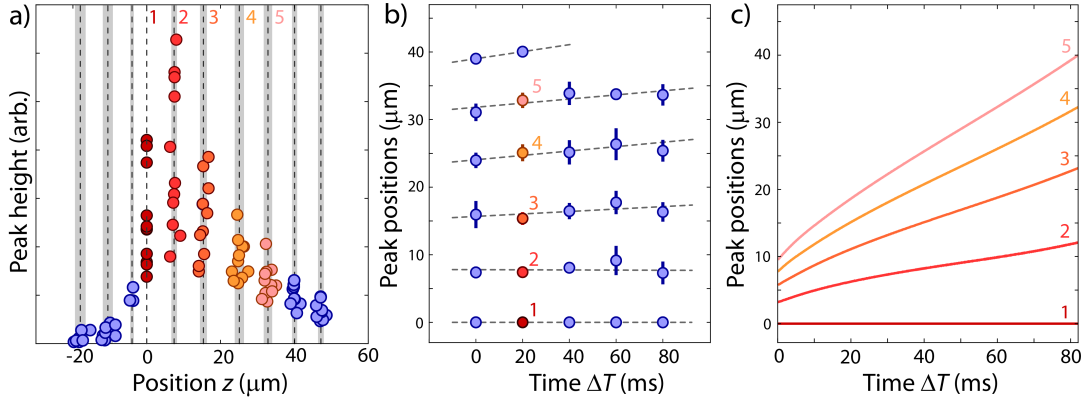 a)
1 2 3 4 5
Peak height (arb.)
-20 0 20 40 60
Position z (μm)
b)
Peak positions (μm)
40
30
20
10
0
5
4
3
2
1
0 20 40 60 80
Time ΔT (ms)
c)
Peak positions (μm)
40
30
20
10
0
5
4
3
2
1
0 20 40 60 80
Time ΔT (ms)